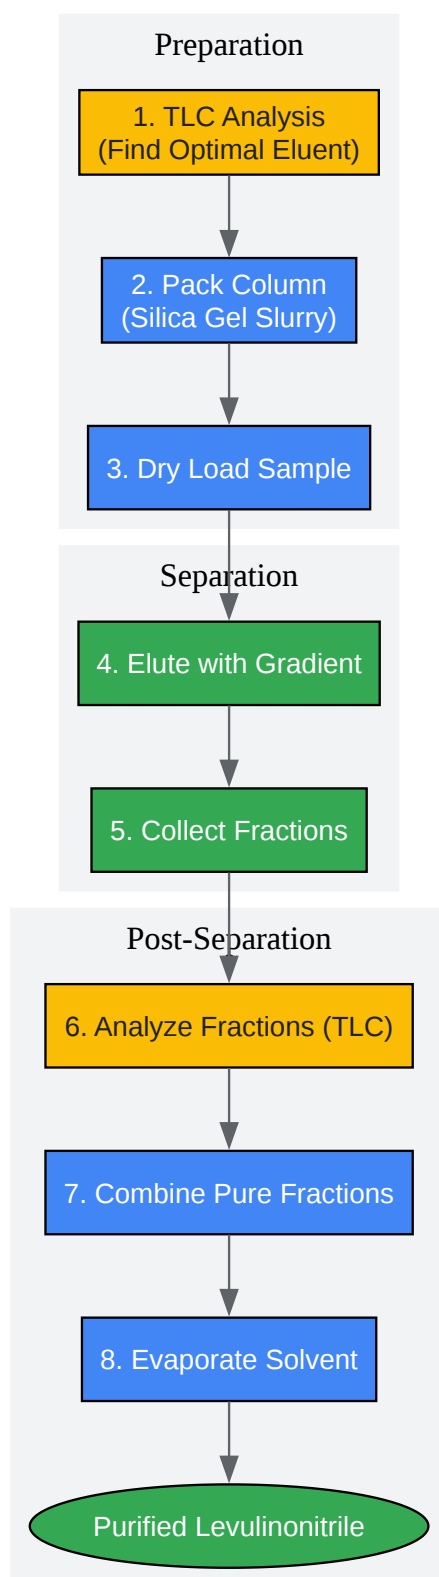 Preparation
1. TLC Analysis
(Find Optimal Eluent)
2. Pack Column
(Silica Gel Slurry)
3. Dry Load Sample
Separation
4. Elute with Gradient
5. Collect Fractions
Post-Separation
6. Analyze Fractions (TLC)
7. Combine Pure Fractions
8. Evaporate Solvent
Purified Levulinonitrile